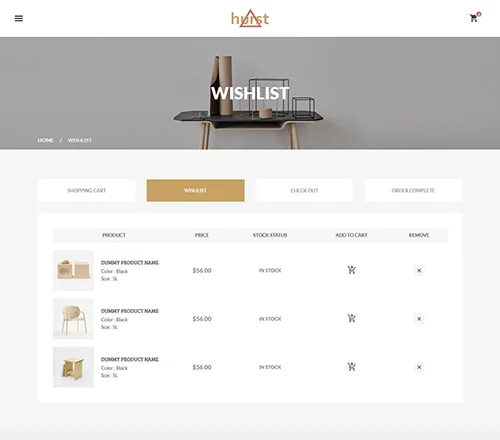 hurst
WISHLIST
HOME / WISHLIST
SHOPPING CART
WISHLIST
CHECK OUT
ORDER COMPLETE
PRODUCT PRICE STOCK STATUS ADD TO CART REMOVE
DUMMY PRODUCT NAME
Color : Black
Size : SL
$56.00 IN STOCK
DUMMY PRODUCT NAME
Color : Black
Size : SL
$56.00 IN STOCK
DUMMY PRODUCT NAME
Color : Black
Size : SL
$56.00 IN STOCK